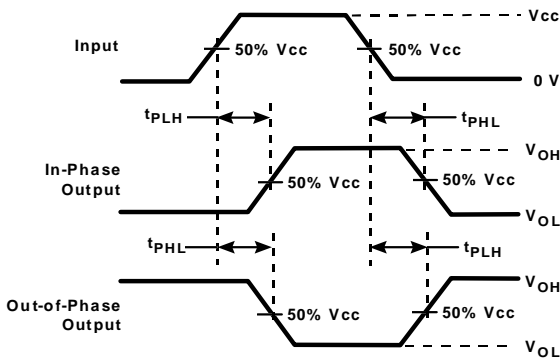 Vcc
Input
50% Vcc
50% Vcc
0 V
tPLH
tPHL
VOH
In-Phase
Output
50% Vcc
50% Vcc
VOL
tPHL
tPLH
VOH
Out-of-Phase
Output
50% Vcc
50% Vcc
VOL